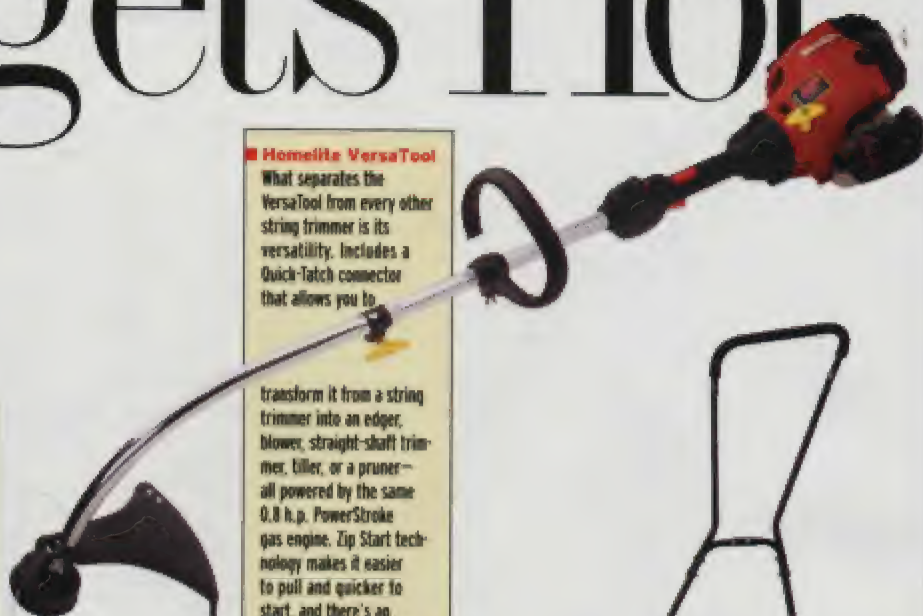 gets Hot
Homelite VersaTool
What separates the
VersaTool from every other
string trimmer is its
versatility. Includes a
Quick-Tatch connector
that allows you to
transform it from a string
trimmer into an edger,
blower, straight-shaft trim-
mer, tiller, or a pruner—
all powered by the same
0.8 h.p. PowerStroke
gas engine. Zip Start tech-
nology makes it easier
to pull and quicker to
start, and there's an